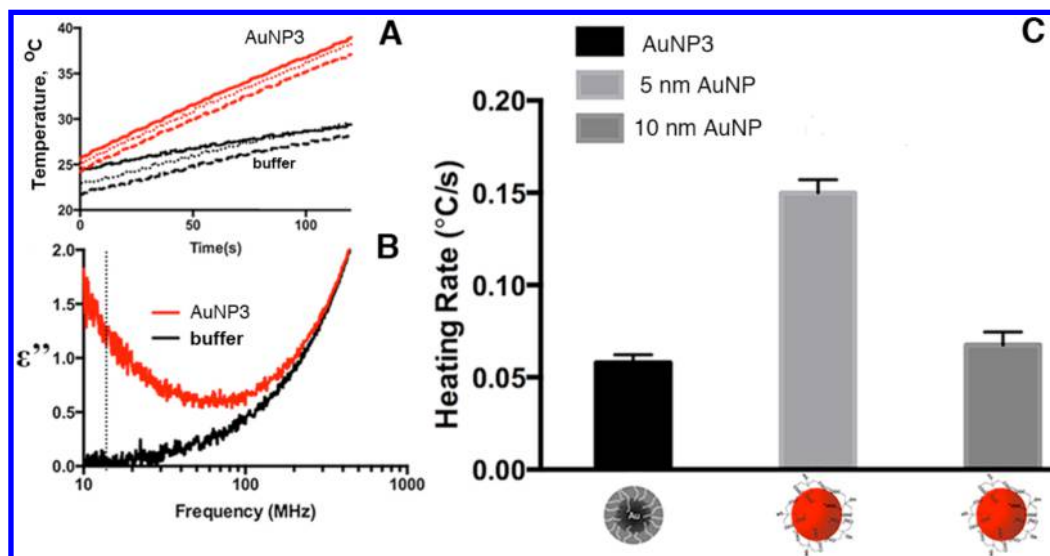 A
AuNP3
buffer
Temperature, °C
40
35
30
25
20
0
50
100
Time(s)
B
AuNP3
buffer
ε”
2.0
1.5
1.0
0.5
0.0
10
100
1000
Frequency (MHz)
C
AuNP3
5 nm AuNP
10 nm AuNP
Heating Rate (°C/s)
0.20
0.15
0.10
0.05
0.00
Au